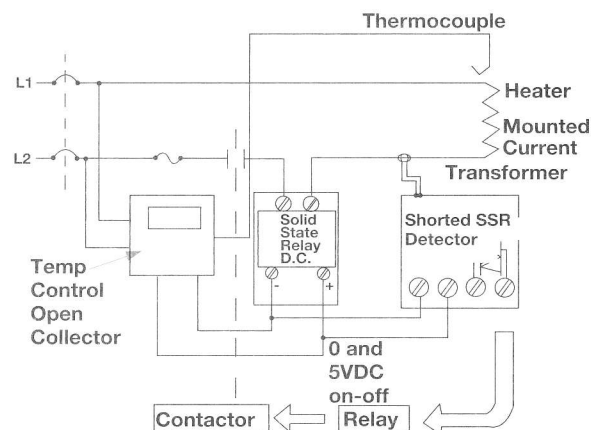 Thermocouple
L1
Heater
Mounted
Current
Transformer
L2
Solid
State
Relay
D.C.
- +
Shorted SSR
Detector
Temp
Control
Open
Collector
0 and
5VDC
on-off
Contactor
Relay